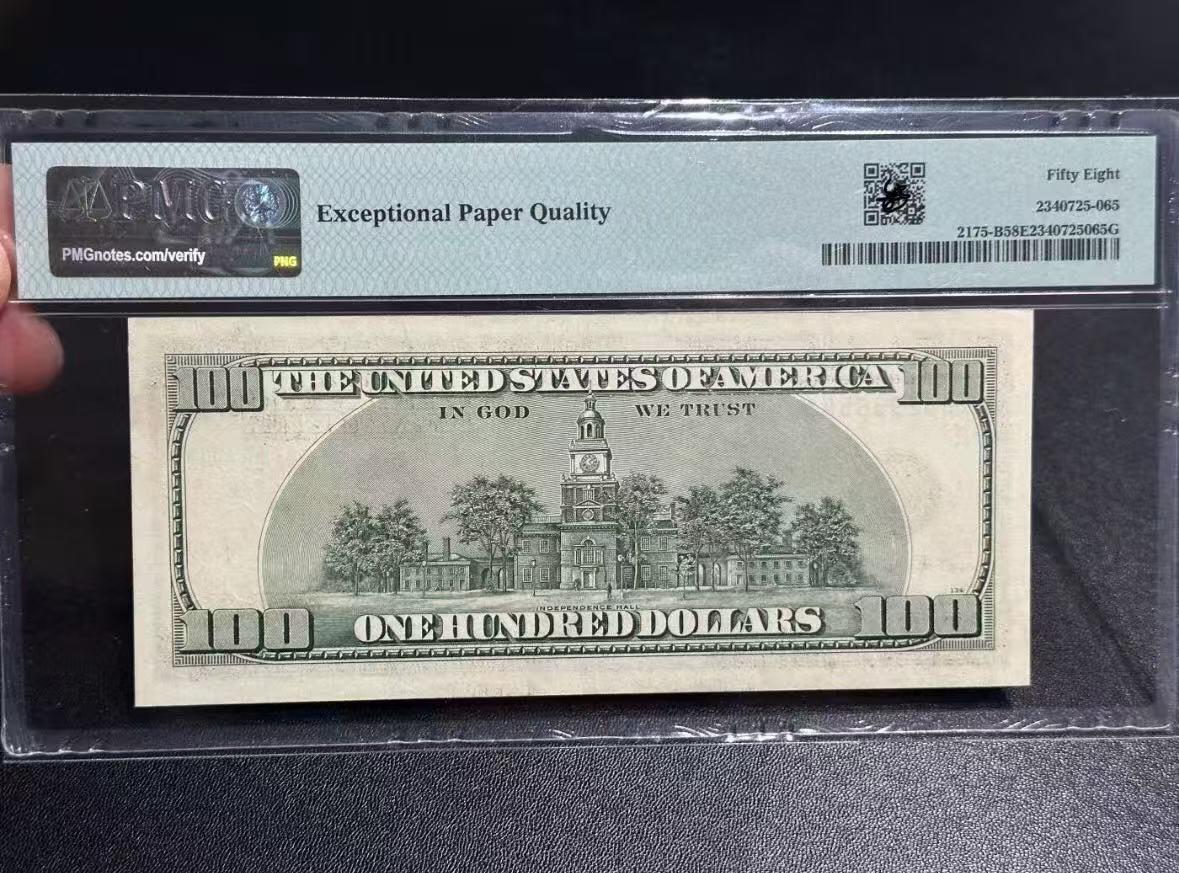 PMG
PMGnotes.com/verify
PNG
Exceptional Paper Quality
Fifty Eight
2340725-065
2175-B58E2340725065G
100 THE UNITED STATES OF AMERICA 100
IN GOD WE TRUST
INDEPENDENCE HALL
100 ONE HUNDRED DOLLARS 100